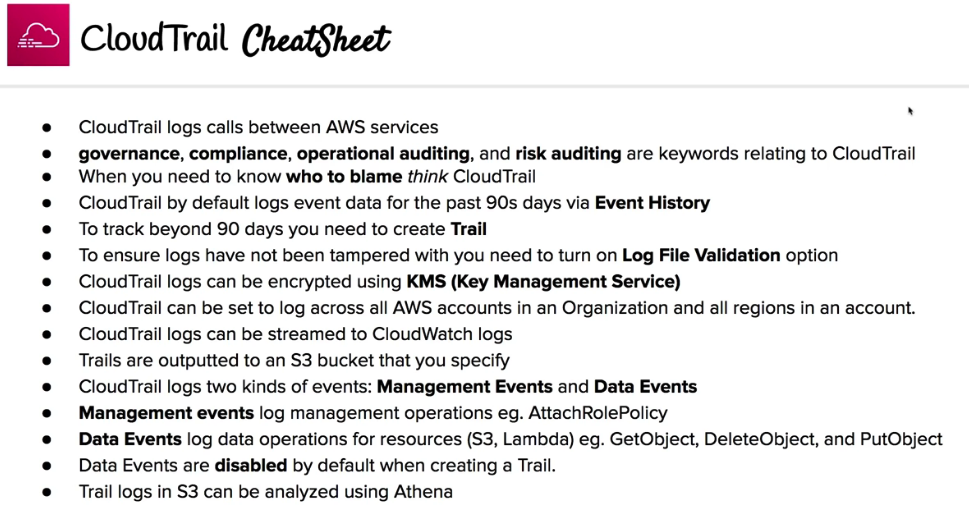 CloudTrail CheatSheet
● CloudTrail logs calls between AWS services
● governance, compliance, operational auditing, and risk auditing are keywords relating to CloudTrail
● When you need to know who to blame think CloudTrail
● CloudTrail by default logs event data for the past 90s days via Event History
● To track beyond 90 days you need to create Trail
● To ensure logs have not been tampered with you need to turn on Log File Validation option
● CloudTrail logs can be encrypted using KMS (Key Management Service)
● CloudTrail can be set to log across all AWS accounts in an Organization and all regions in an account.
● CloudTrail logs can be streamed to CloudWatch logs
● Trails are outputted to an S3 bucket that you specify
● CloudTrail logs two kinds of events: Management Events and Data Events
● Management events log management operations eg. AttachRolePolicy
● Data Events log data operations for resources (S3, Lambda) eg. GetObject, DeleteObject, and PutObject
● Data Events are disabled by default when creating a Trail.
● Trail logs in S3 can be analyzed using Athena